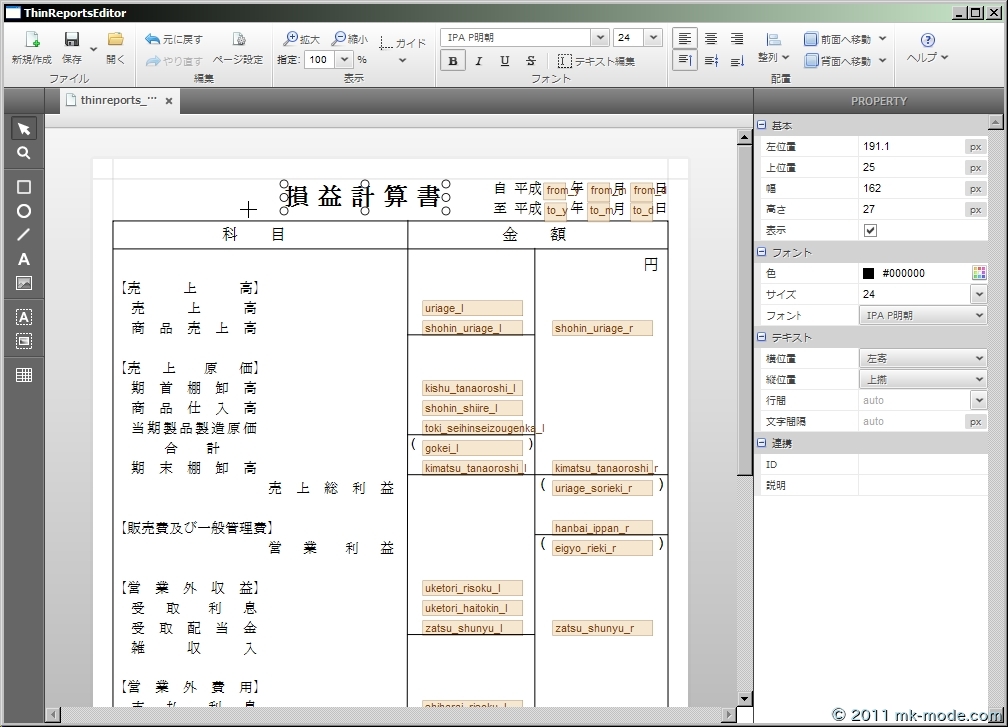 ThinReportsEditor
新規作成 保存 開く
ファイル
元に戻す
やり直す ページ設定
編集
拡大 縮小 ガイド
指定: 100 %
表示
IPA P明朝 24
B I U S テキスト編集
フォント
整列
前面へ移動
背面へ移動
配置
ヘルプ
thinreports_… ×
PROPERTY
損益計算書
自 平成 from_y 年 from_m 月 from_d 日
至 平成 to_y 年 to_m 月 to_d 日
科 目 金 額
円
【売 上 高】
売 上 高 uriage_l
商 品 売 上 高 shohin_uriage_l shohin_uriage_r
【売 上 原 価】
期 首 棚 卸 高 kishu_tanaoroshi_l
商 品 仕 入 高 shohin_shiire_l
当期製品製造原価 toki_seihinseizougenka_l
合 計 ( gokei_l )
期 末 棚 卸 高 kimatsu_tanaoroshi_l kimatsu_tanaoroshi_r
売 上 総 利 益 ( uriage_sorieki_r )
【販売費及び一般管理費】 hanbai_ippan_r
営 業 利 益 ( eigyo_rieki_r )
【営 業 外 収 益】 uketori_risoku_l
受 取 利 息 uketori_haitokin_l
受 取 配 当 金 zatsu_shunyu_l zatsu_shunyu_r
雑 収 入
【営 業 外 費 用】
支 払 利 息 shiharai_risoku_l
基本
左位置 191.1 px
上位置 25 px
幅 162 px
高さ 27 px
表示
フォント
色 #000000
サイズ 24
フォント IPA P明朝
テキスト
横位置 左寄
縦位置 上揃
行間 auto
文字間隔 auto px
連携
ID
説明
© 2011 mk-mode.com